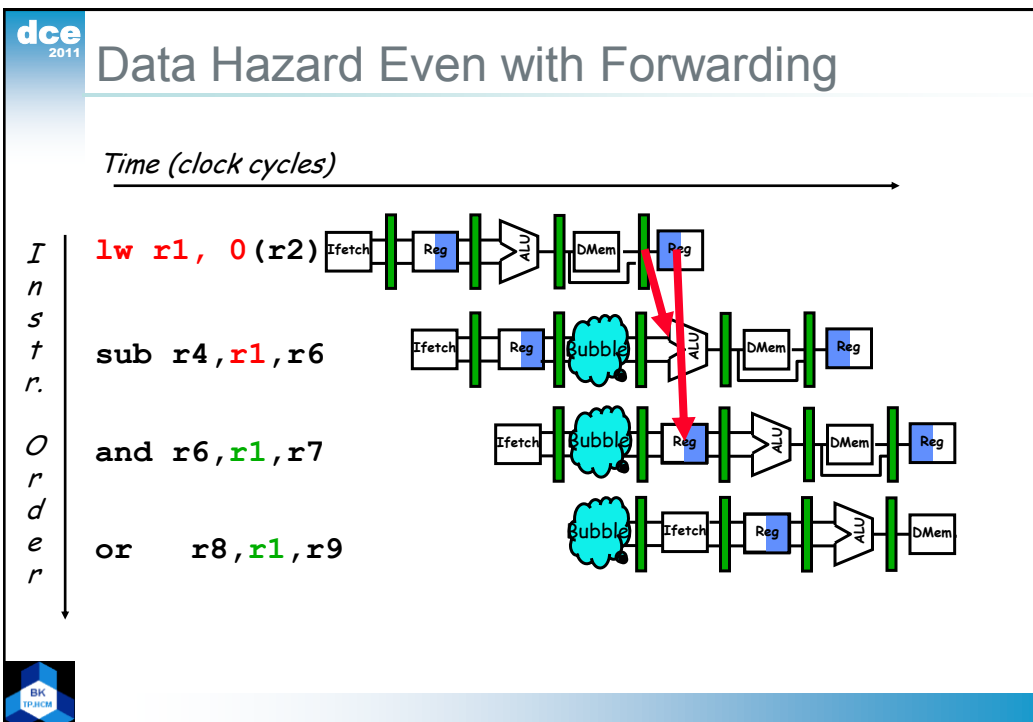 dce
2011
Data Hazard Even with Forwarding
Time (clock cycles)
Instr. Order
lw r1, 0(r2)
Ifetch Reg ALU DMem Reg
sub r4,r1,r6
Ifetch Reg Bubble ALU DMem Reg
and r6,r1,r7
Ifetch Bubble Reg ALU DMem Reg
or r8,r1,r9
Bubble Ifetch Reg ALU DMem
BK
TP.HCM